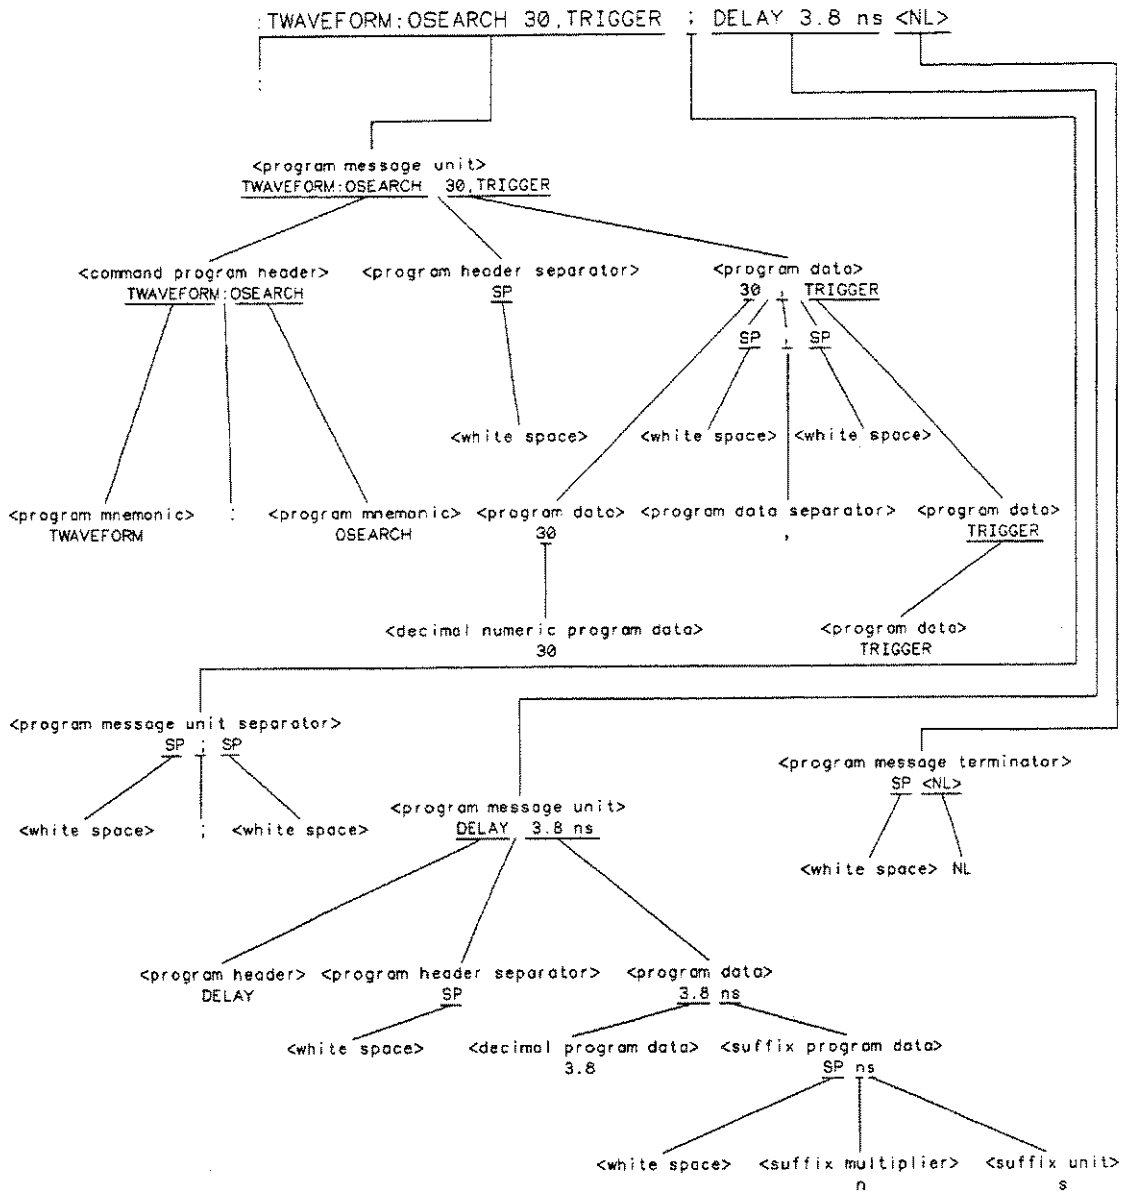 :TWAVEFORM:OSEARCH 30,TRIGGER ; DELAY 3.8 ns <NL>
:
<program message unit>
TWAVEFORM:OSEARCH 30,TRIGGER
<command program header> <program header separator> <program data>
TWAVEFORM:OSEARCH SP 30 , TRIGGER
SP , SP
<white space> <white space> <white space>
<program mnemonic> : <program mnemonic> <program data> <program data separator> <program data>
TWAVEFORM OSEARCH 30 , TRIGGER
<decimal numeric program data> <program data>
30 TRIGGER
<program message unit separator>
SP ; SP
<program message terminator>
SP <NL>
<program message unit>
<white space> ; <white space> DELAY 3.8 ns
<white space> NL
<program header> <program header separator> <program data>
DELAY SP 3.8 ns
<white space> <decimal program data> <suffix program data>
3.8 SP ns
<white space> <suffix multiplier> <suffix unit>
n s